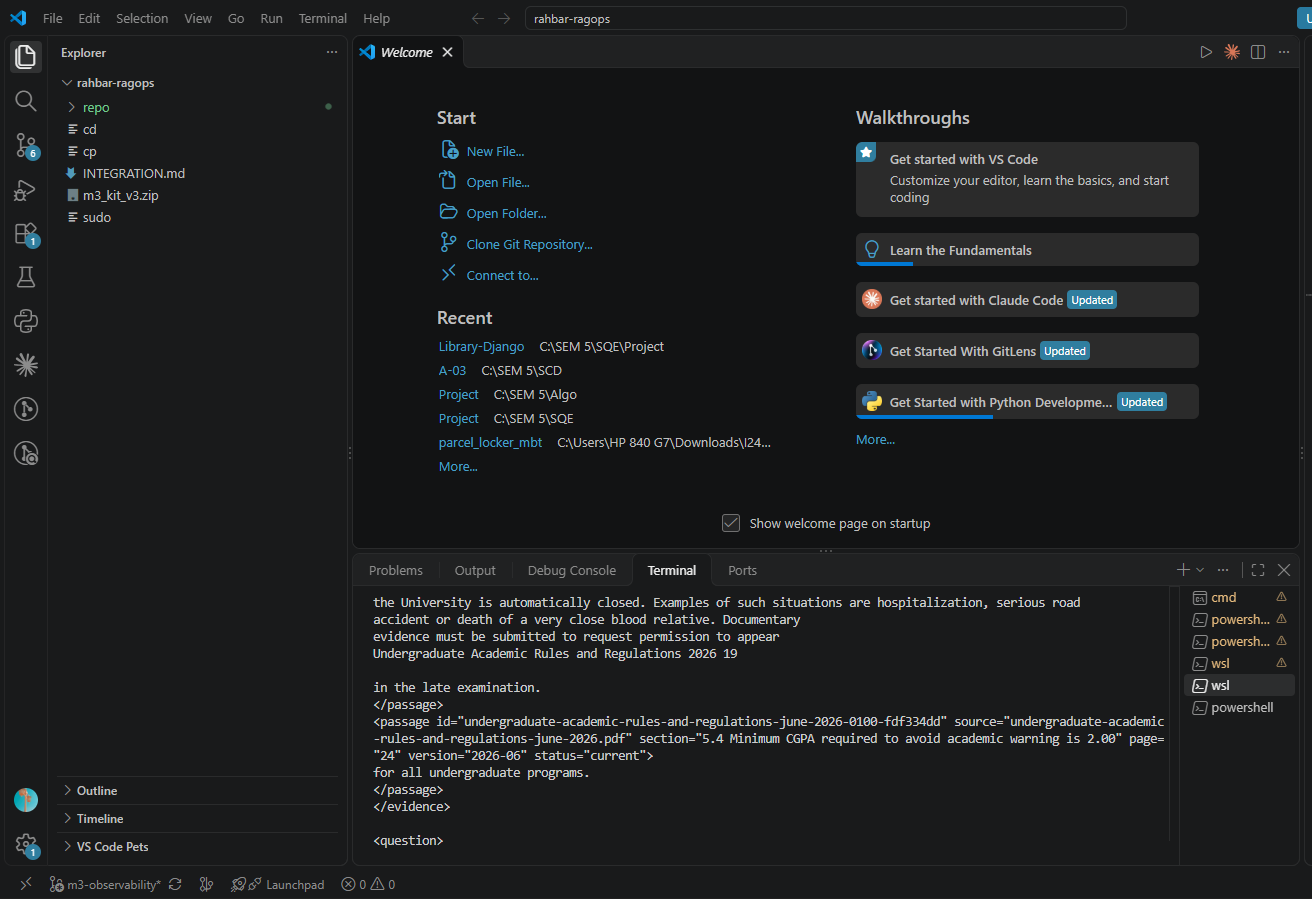 File Edit Selection View Go Run Terminal Help
rahbar-ragops
Explorer
rahbar-ragops
repo
cd
cp
INTEGRATION.md
m3_kit_v3.zip
sudo
6
1
Outline
Timeline
VS Code Pets
1
Welcome
Start
New File...
Open File...
Open Folder...
Clone Git Repository...
Connect to...
Recent
Library-Django C:\SEM 5\SQE\Project
A-03 C:\SEM 5\SCD
Project C:\SEM 5\Algo
Project C:\SEM 5\SQE
parcel_locker_mbt C:\Users\HP 840 G7\Downloads\I24...
More...
Walkthroughs
Get started with VS Code
Customize your editor, learn the basics, and start
coding
Learn the Fundamentals
Get started with Claude Code Updated
Get Started With GitLens Updated
Get Started with Python Developme... Updated
More...
Show welcome page on startup
Problems Output Debug Console Terminal Ports
the University is automatically closed. Examples of such situations are hospitalization, serious road
accident or death of a very close blood relative. Documentary
evidence must be submitted to request permission to appear
Undergraduate Academic Rules and Regulations 2026 19
in the late examination.
</passage>
<passage id="undergraduate-academic-rules-and-regulations-june-2026-0100-fdf334dd" source="undergraduate-academic
-rules-and-regulations-june-2026.pdf" section="5.4 Minimum CGPA required to avoid academic warning is 2.00" page=
"24" version="2026-06" status="current">
for all undergraduate programs.
</passage>
</evidence>
<question>
cmd
powersh...
powersh...
wsl
wsl
powershell
m3-observability* Launchpad 0 0